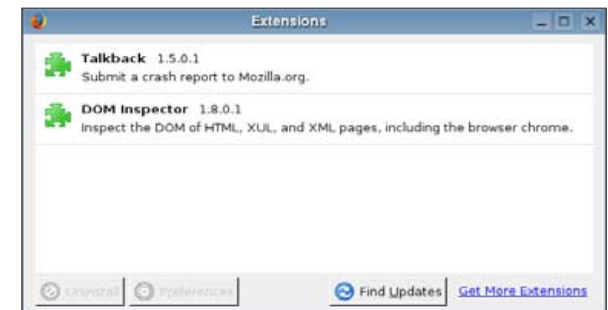 Extensions
Talkback 1.5.0.1
Submit a crash report to Mozilla.org.
DOM Inspector 1.8.0.1
Inspect the DOM of HTML, XUL, and XML pages, including the browser chrome.
Uninstall Preferences Find Updates Get More Extensions